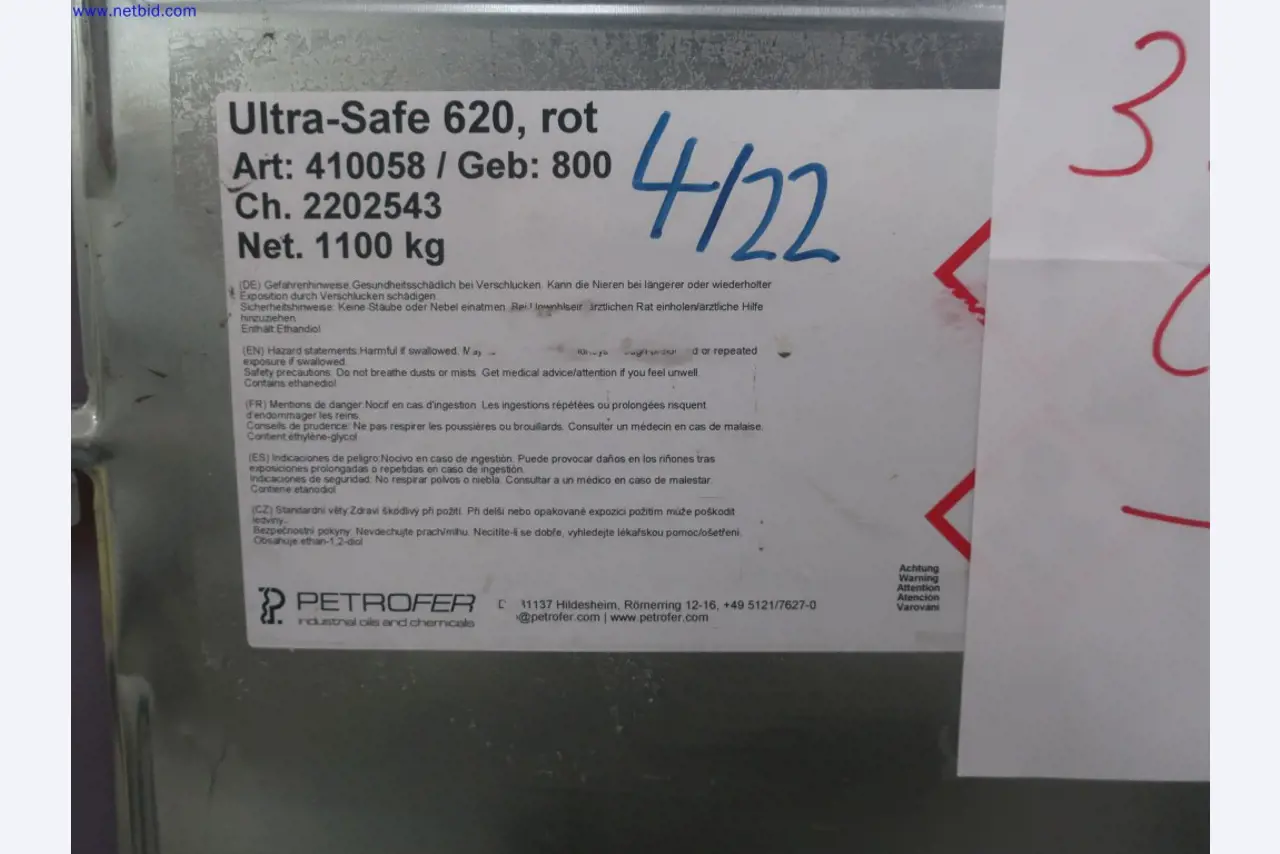 www.netbid.com
Ultra-Safe 620, rot
Art: 410058 / Geb: 800
Ch. 2202543
Net. 1100 kg
4/22
3.
(DE) Gefahrenhinweise:Gesundheitsschädlich bei Verschlucken. Kann die Nieren bei längerer oder wiederholter
Exposition durch Verschlucken schädigen.
Sicherheitshinweise: Keine Stäube oder Nebel einatmen. Bei Unwohlsein ärztlichen Rat einholen/ärztliche Hilfe
hinzuziehen.
Enthält:Ethandiol
(EN) Hazard statements:Harmful if swallowed. May or repeated
exposure if swallowed.
Safety precautions: Do not breathe dusts or mists. Get medical advice/attention if you feel unwell.
Contains:ethanediol
(FR) Mentions de danger:Nocif en cas d'ingestion. Les ingestions répétées ou prolongées risquent
d'endommager les reins.
Conseils de prudence: Ne pas respirer les poussières ou brouillards. Consulter un médecin en cas de malaise.
Contient:éthylène-glycol
(ES) Indicaciones de peligro:Nocivo en caso de ingestión. Puede provocar daños en los riñones tras
exposiciones prolongadas o repetidas en caso de ingestión.
Indicaciones de seguridad: No respirar polvos o niebla. Consultar a un médico en caso de malestar.
Contiene:etanodiol
(CZ) Standardní věty:Zdraví škodlivý při požití. Při delší nebo opakované expozici požitím může poškodit
ledviny.
Bezpečnostní pokyny: Nevdechujte prach/mlhu. Necítíte-li se dobře, vyhledejte lékařskou pomoc/ošetření.
Obsahuje:ethan-1,2-diol
Achtung
Warning
Attention
Atención
Varování
PETROFER
industrial oils and chemicals
31137 Hildesheim, Römerring 12-16, +49 5121/7627-0
@petrofer.com | www.petrofer.com